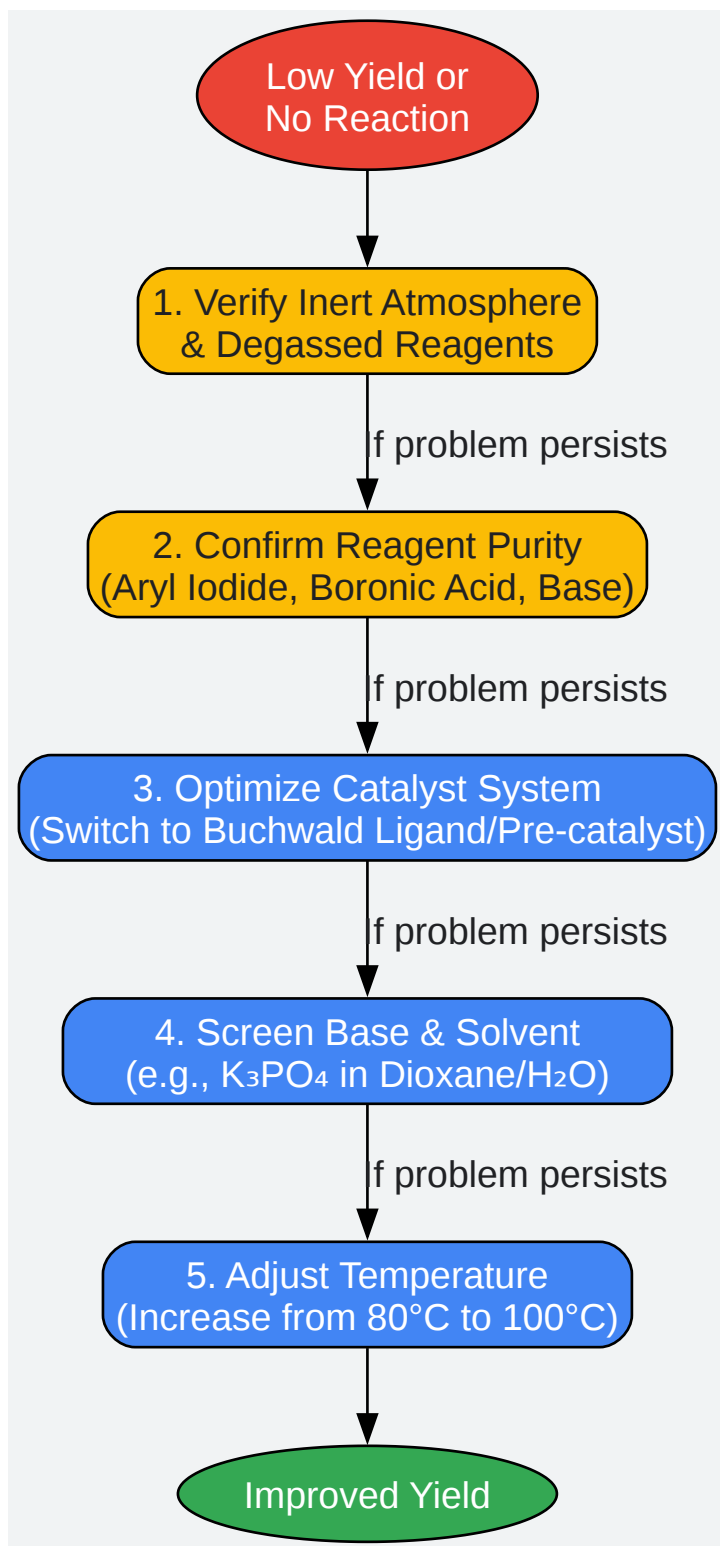 Low Yield or
No Reaction
1. Verify Inert Atmosphere
& Degassed Reagents
If problem persists
2. Confirm Reagent Purity
(Aryl Iodide, Boronic Acid, Base)
If problem persists
3. Optimize Catalyst System
(Switch to Buchwald Ligand/Pre-catalyst)
If problem persists
4. Screen Base & Solvent
(e.g., K₃PO₄ in Dioxane/H₂O)
If problem persists
5. Adjust Temperature
(Increase from 80°C to 100°C)
Improved Yield